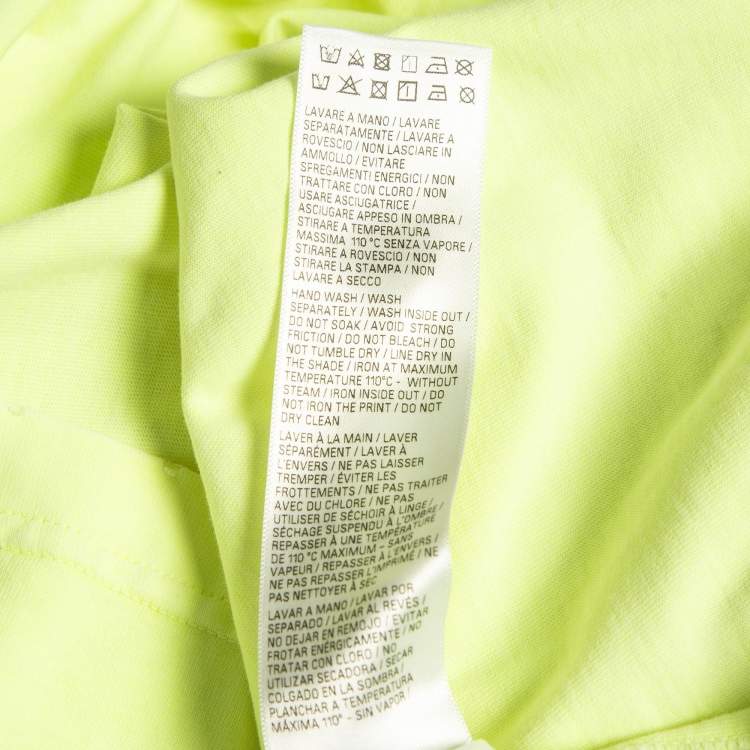 LAVARE A MANO / LAVARE
SEPARATAMENTE / LAVARE A
ROVESCIO / NON LASCIARE IN
AMMOLLO / EVITARE
SFREGAMENTI ENERGICI / NON
TRATTARE CON CLORO / NON
USARE ASCIUGATRICE /
ASCIUGARE APPESO IN OMBRA /
STIRARE A TEMPERATURA
MASSIMA 110 °C SENZA VAPORE /
STIRARE A ROVESCIO / NON
STIRARE LA STAMPA / NON
LAVARE A SECCO
HAND WASH / WASH
SEPARATELY / WASH INSIDE OUT /
DO NOT SOAK / AVOID STRONG
FRICTION / DO NOT BLEACH / DO
NOT TUMBLE DRY / LINE DRY IN
THE SHADE / IRON AT MAXIMUM
TEMPERATURE 110°C - WITHOUT
STEAM / IRON INSIDE OUT / DO
NOT IRON THE PRINT / DO NOT
DRY CLEAN
LAVER À LA MAIN / LAVER
SÉPARÉMENT / LAVER À
L'ENVERS / NE PAS LAISSER
TREMPER / ÉVITER LES
FROTTEMENTS / NE PAS TRAITER
AVEC DU CHLORE / NE PAS
UTILISER DE SÉCHOIR À LINGE /
SÉCHAGE SUSPENDU À L'OMBRE /
REPASSER À UNE TEMPÉRATURE
DE 110°C MAXIMUM – SANS
VAPEUR / REPASSER À L'ENVERS /
NE PAS REPASSER L'IMPRIMÉ / NE
PAS NETTOYER À SEC
LAVAR A MANO / LAVAR POR
SEPARADO / LAVAR AL REVÉS /
NO DEJAR EN REMOJO / EVITAR
FROTAR ENÉRGICAMENTE / NO
TRATAR CON CLORO / NO
UTILIZAR SECADORA / SECAR
COLGADO EN LA SOMBRA /
PLANCHAR A TEMPERATURA
MÁXIMA 110° - SIN VAPOR /